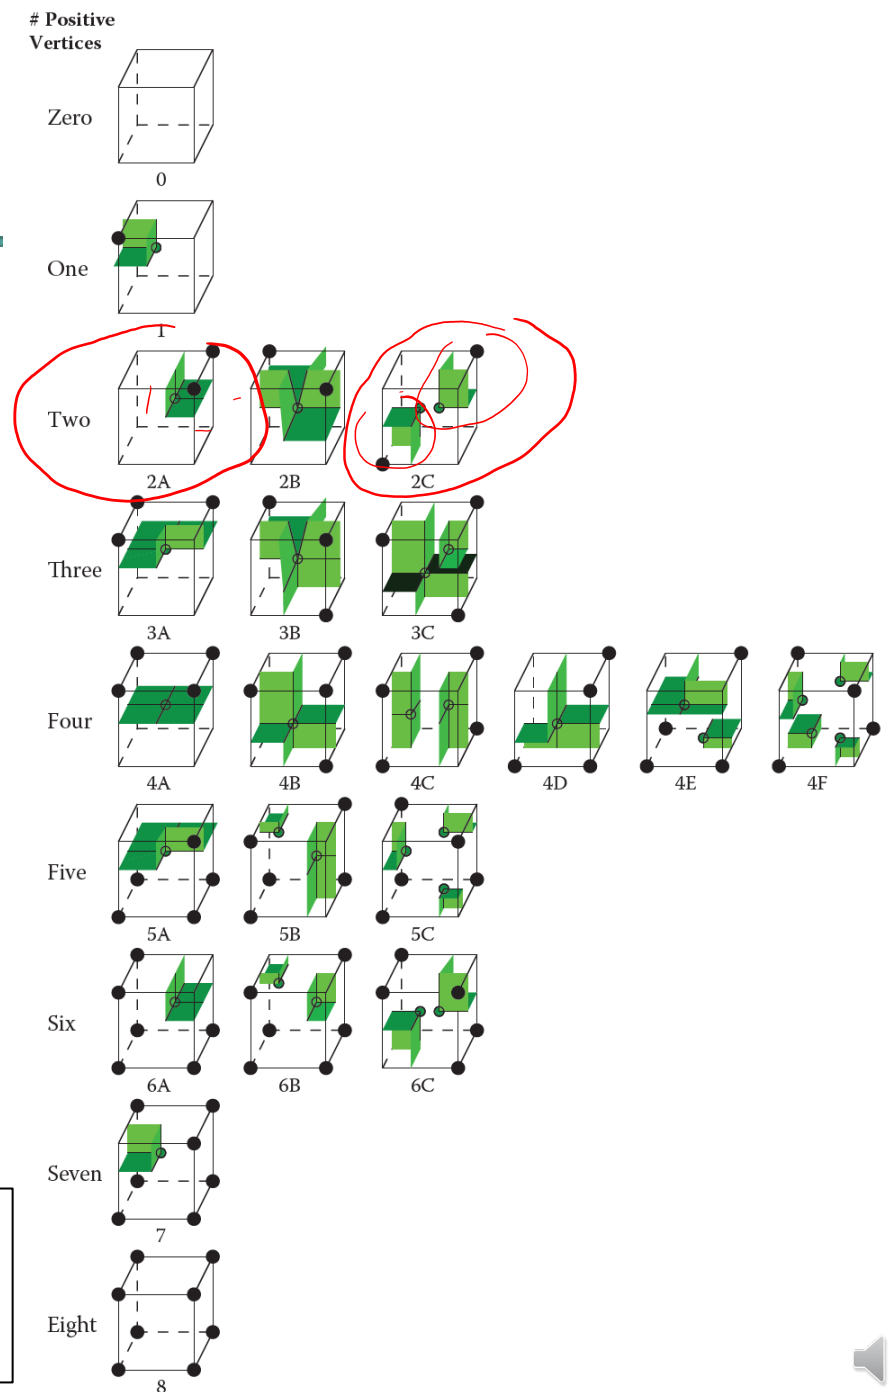 # Positive
Vertices
Zero
0
One
1
Two
2A 2B 2C
Three
3A 3B 3C
Four
4A 4B 4C 4D 4E 4F
Five
5A 5B 5C
Six
6A 6B 6C
Seven
7
Eight
8